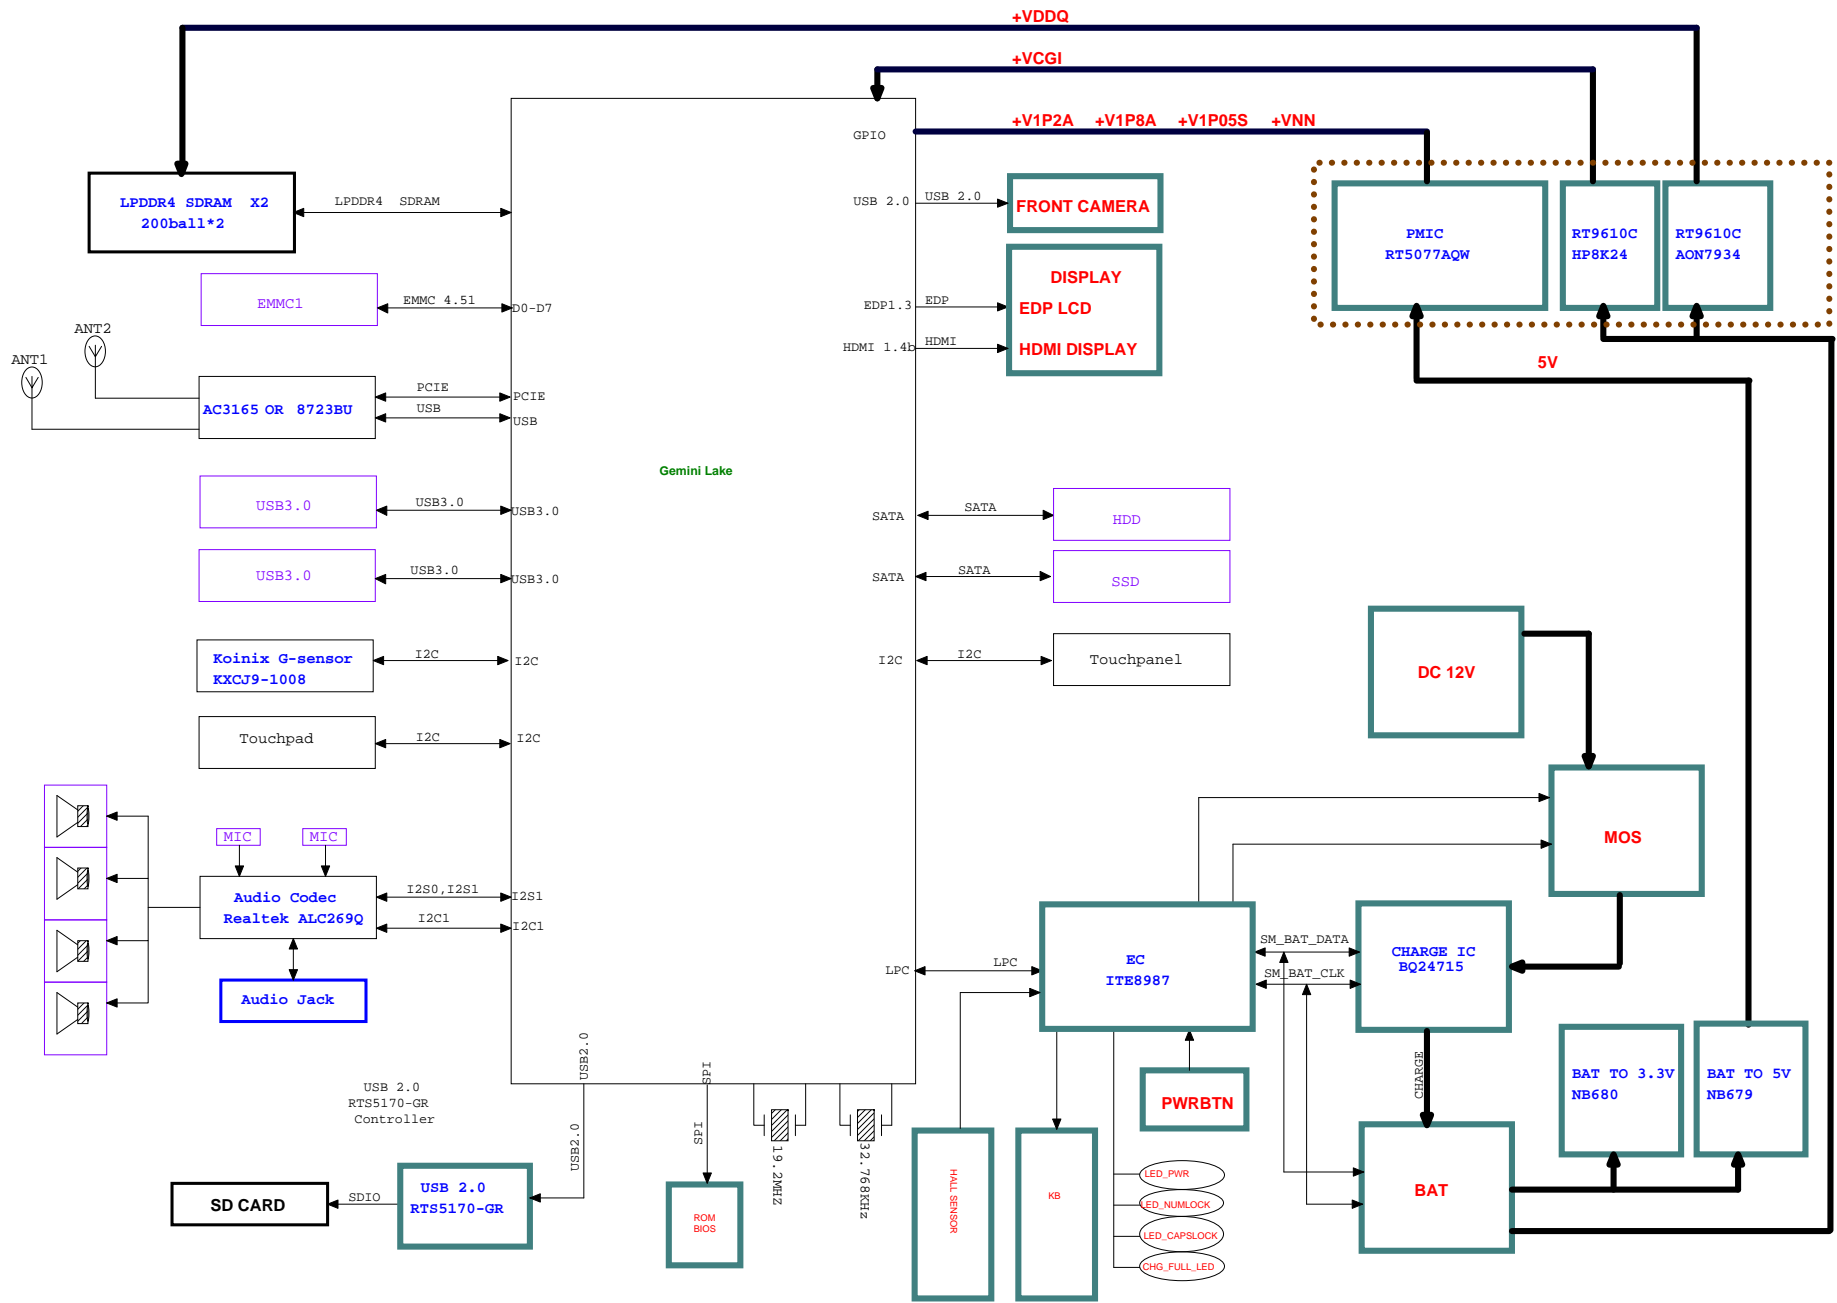 +VDDQ
+VCGI
+V1P2A +V1P8A +V1P05S +VNN
GPIO
LPDDR4 SDRAM X2
200ball*2
LPDDR4 SDRAM
USB 2.0
USB 2.0
FRONT CAMERA
PMIC
RT5077AQW
RT9610C
HP8K24
RT9610C
AON7934
EMMC1
EMMC 4.51
D0-D7
EDP1.3
EDP
DISPLAY
EDP LCD
HDMI DISPLAY
HDMI 1.4b
HDMI
5V
ANT2
ANT1
AC3165 OR 8723BU
PCIE
PCIE
USB
USB
Gemini Lake
USB3.0
USB3.0
USB3.0
SATA
SATA
HDD
USB3.0
USB3.0
USB3.0
SATA
SATA
SSD
Koinix G-sensor
KXCJ9-1008
I2C
I2C
I2C
I2C
Touchpanel
DC 12V
Touchpad
I2C
I2C
MOS
MIC
MIC
Audio Codec
Realtek ALC269Q
I2S0,I2S1
I2S1
I2C1
I2C1
Audio Jack
LPC
LPC
EC
ITE8987
SM_BAT_DATA
SM_BAT_CLK
CHARGE IC
BQ24715
CHARGE
BAT TO 3.3V
NB680
BAT TO 5V
NB679
PWRBTN
BAT
USB2.0
USB2.0
SPI
SPI
19.2MHZ
32.768KHz
USB 2.0
RTS5170-GR
Controller
SD CARD
SDIO
USB 2.0
RTS5170-GR
ROM
BIOS
HALL SENSOR
KB
LED_PWR
LED_NUMLOCK
LED_CAPSLOCK
CHG_FULL_LED